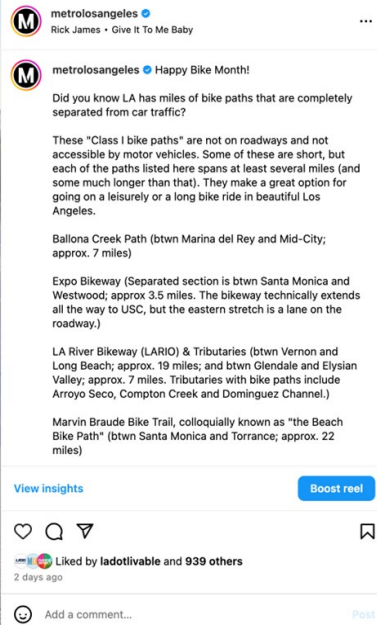 metrolosangeles
Rick James • Give It To Me Baby
metrolosangeles Happy Bike Month!
Did you know LA has miles of bike paths that are completely
separated from car traffic?
These "Class I bike paths" are not on roadways and not
accessible by motor vehicles. Some of these are short, but
each of the paths listed here spans at least several miles (and
some much longer than that). They make a great option for
going on a leisurely or a long bike ride in beautiful Los
Angeles.
Ballona Creek Path (btwn Marina del Rey and Mid-City;
approx. 7 miles)
Expo Bikeway (Separated section is btwn Santa Monica and
Westwood; approx 3.5 miles. The bikeway technically extends
all the way to USC, but the eastern stretch is a lane on the
roadway.)
LA River Bikeway (LARIO) & Tributaries (btwn Vernon and
Long Beach; approx. 19 miles; and btwn Glendale and Elysian
Valley; approx. 7 miles. Tributaries with bike paths include
Arroyo Seco, Compton Creek and Dominguez Channel.)
Marvin Braude Bike Trail, colloquially known as "the Beach
Bike Path" (btwn Santa Monica and Torrance; approx. 22
miles)
View insights
Boost reel
Liked by ladotlivable and 939 others
2 days ago
Add a comment...
Post